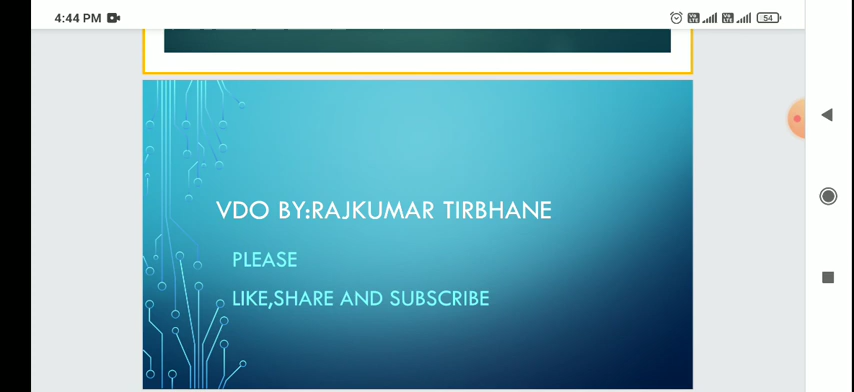 4:44 PM
54
VDO BY:RAJKUMAR TIRBHANE
PLEASE
LIKE,SHARE AND SUBSCRIBE